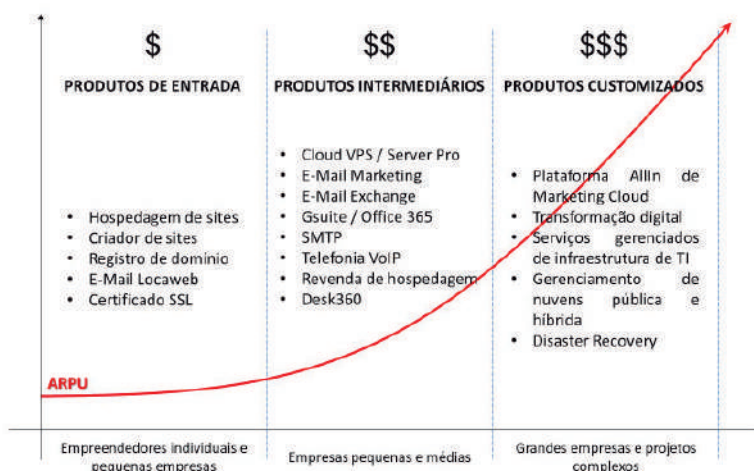 $
PRODUTOS DE ENTRADA
• Hospedagem de sites
• Criador de sites
• Registro de domínio
• E-Mail Locaweb
• Certificado SSL
$$
PRODUTOS INTERMEDIÁRIOS
• Cloud VPS / Server Pro
• E-Mail Marketing
• E-Mail Exchange
• Gsuite / Office 365
• SMTP
• Telefonia VoIP
• Revenda de hospedagem
• Desk360
$$$
PRODUTOS CUSTOMIZADOS
• Plataforma AllIn de
Marketing Cloud
• Transformação digital
• Serviços gerenciados
de infraestrutura de TI
• Gerenciamento de
nuvens pública e
híbrida
• Disaster Recovery
ARPU
Empreendedores individuais e
pequenas empresas
Empresas pequenas e médias
Grandes empresas e projetos
complexos